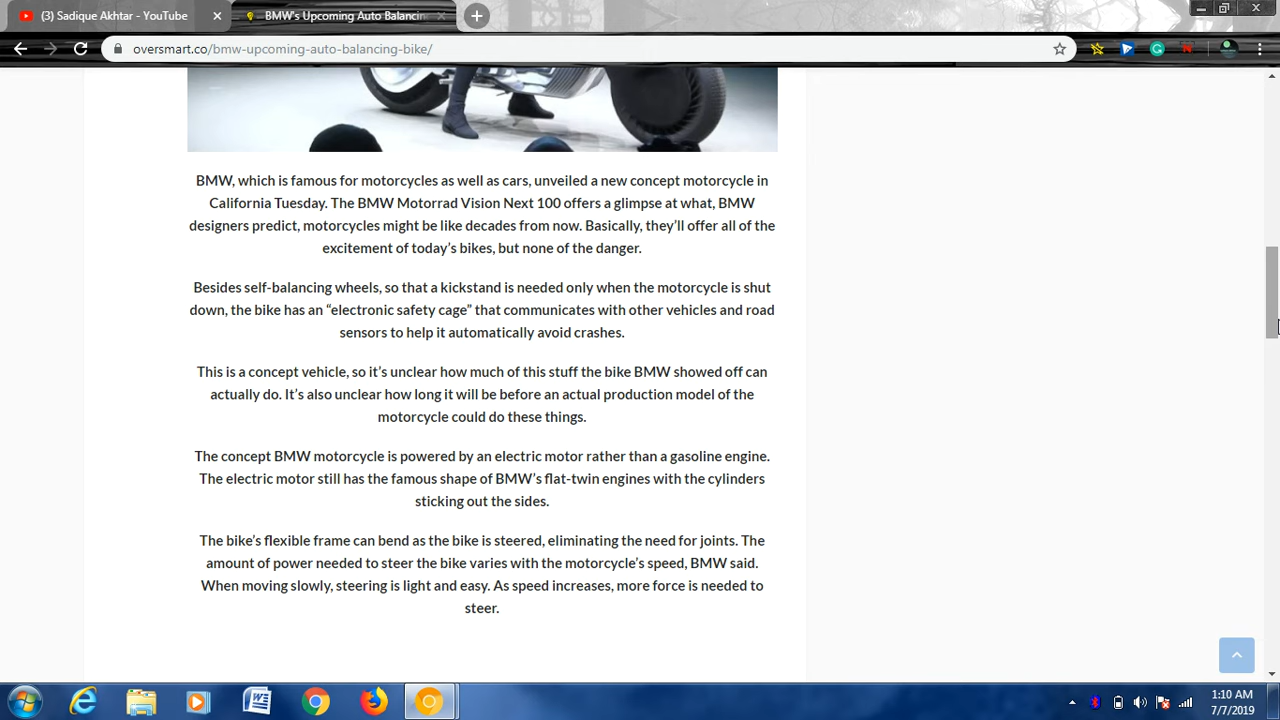 (3) Sadique Akhtar - YouTube
BMW's Upcoming Auto Balancin
oversmart.co/bmw-upcoming-auto-balancing-bike/
BMW, which is famous for motorcycles as well as cars, unveiled a new concept motorcycle in
California Tuesday. The BMW Motorrad Vision Next 100 offers a glimpse at what, BMW
designers predict, motorcycles might be like decades from now. Basically, they’ll offer all of the
excitement of today’s bikes, but none of the danger.
Besides self-balancing wheels, so that a kickstand is needed only when the motorcycle is shut
down, the bike has an “electronic safety cage” that communicates with other vehicles and road
sensors to help it automatically avoid crashes.
This is a concept vehicle, so it’s unclear how much of this stuff the bike BMW showed off can
actually do. It’s also unclear how long it will be before an actual production model of the
motorcycle could do these things.
The concept BMW motorcycle is powered by an electric motor rather than a gasoline engine.
The electric motor still has the famous shape of BMW’s flat-twin engines with the cylinders
sticking out the sides.
The bike’s flexible frame can bend as the bike is steered, eliminating the need for joints. The
amount of power needed to steer the bike varies with the motorcycle’s speed, BMW said.
When moving slowly, steering is light and easy. As speed increases, more force is needed to
steer.
1:10 AM
7/7/2019